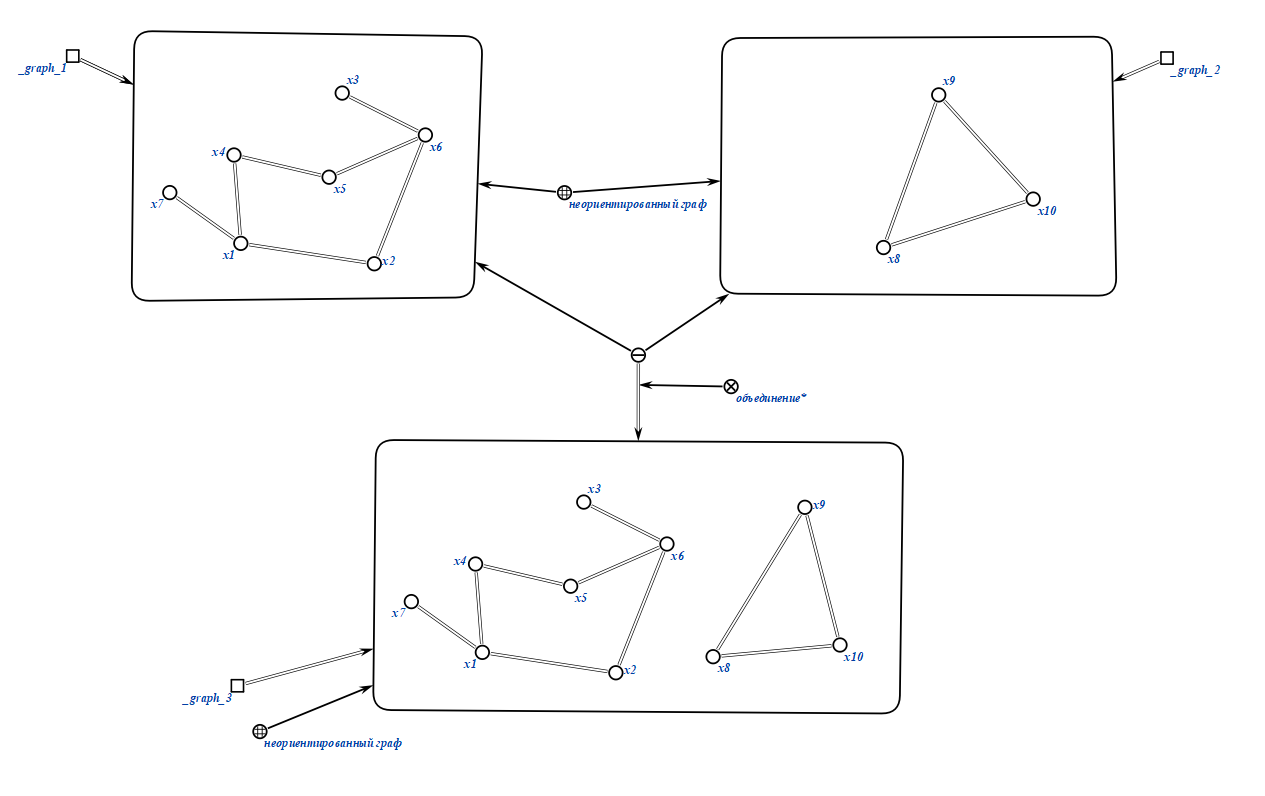 _graph_1
x3
x6
x4
x5
x7
x1
x2
неориентированный граф
_graph_2
x9
x10
x8
объединение*
x3
x6
x4
x5
x7
x1
x2
x9
x10
x8
_graph_3
неориентированный граф